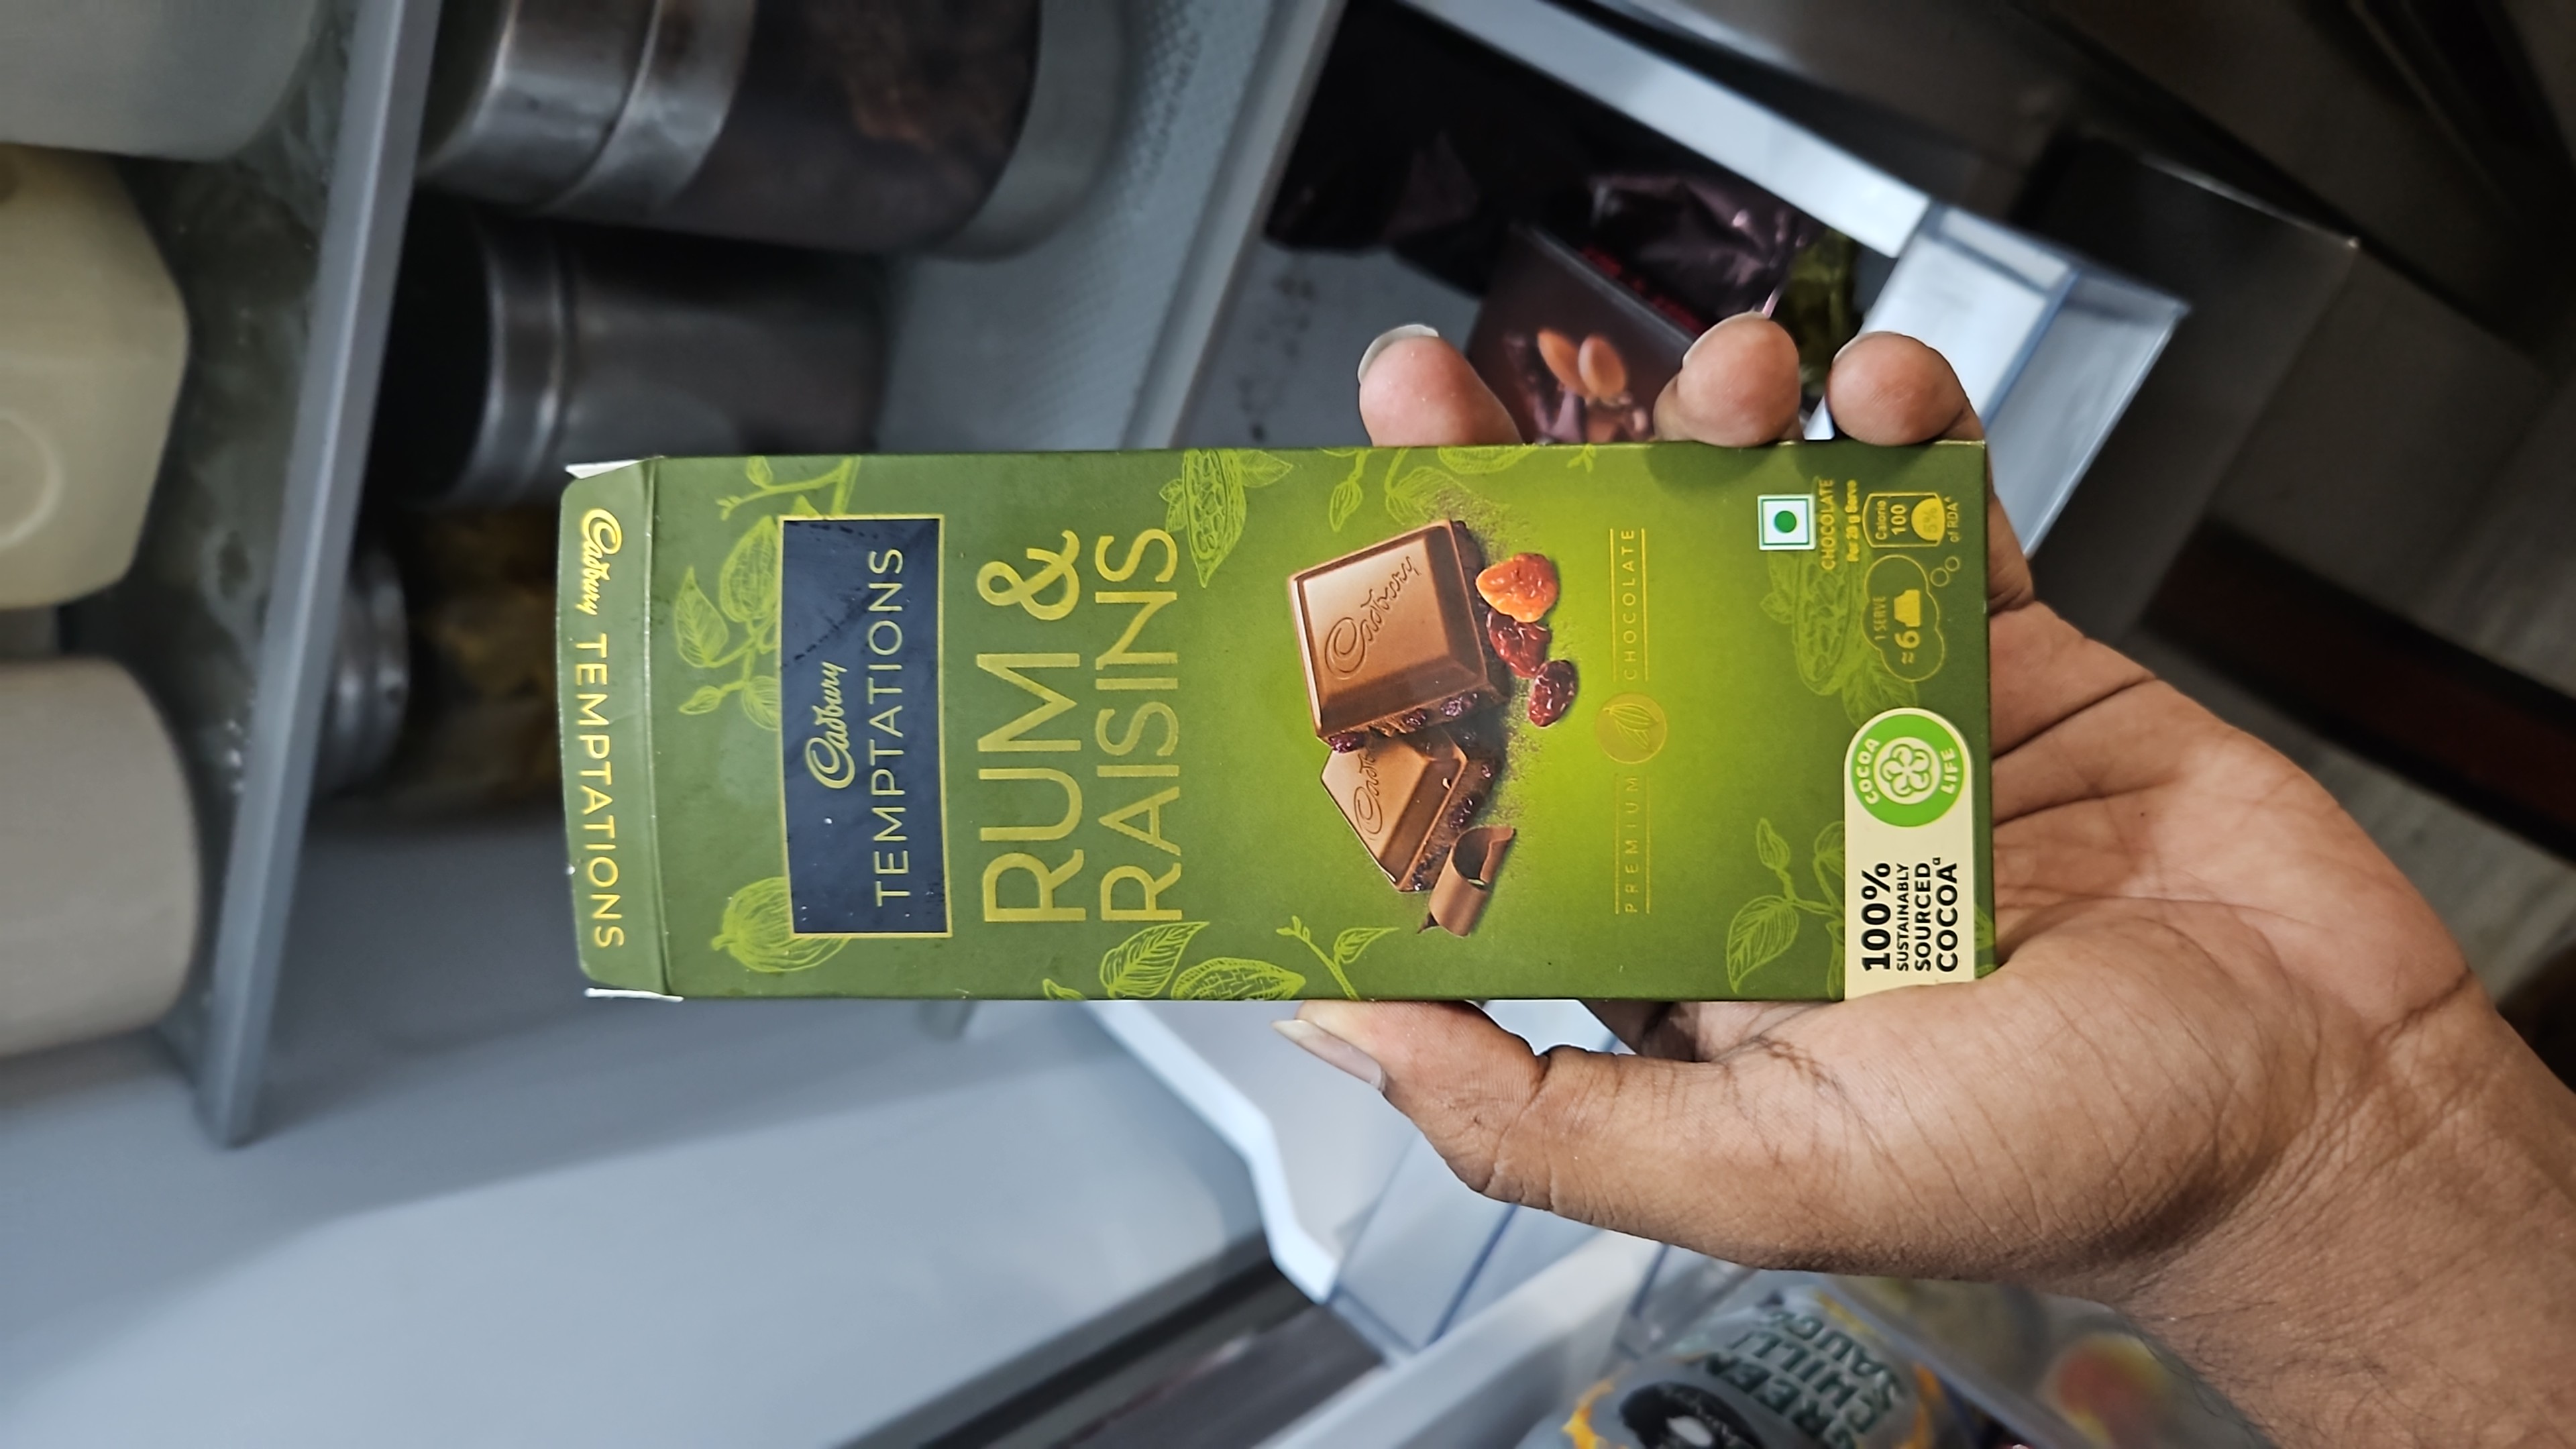 Cadbury TEMPTATIONS
Cadbury
TEMPTATIONS
RUM &
RAISINS
Cadbury
Cadbury
PREMIUM CHOCOLATE
CHOCOLATE
Per 20 g Serve
100%
SUSTAINABLY
SOURCED
COCOAα
COCOA
LIFE
1 SERVE
≈6
Calorie
100
5%
of RDA*
GREEN
CHILLI
SAUCE